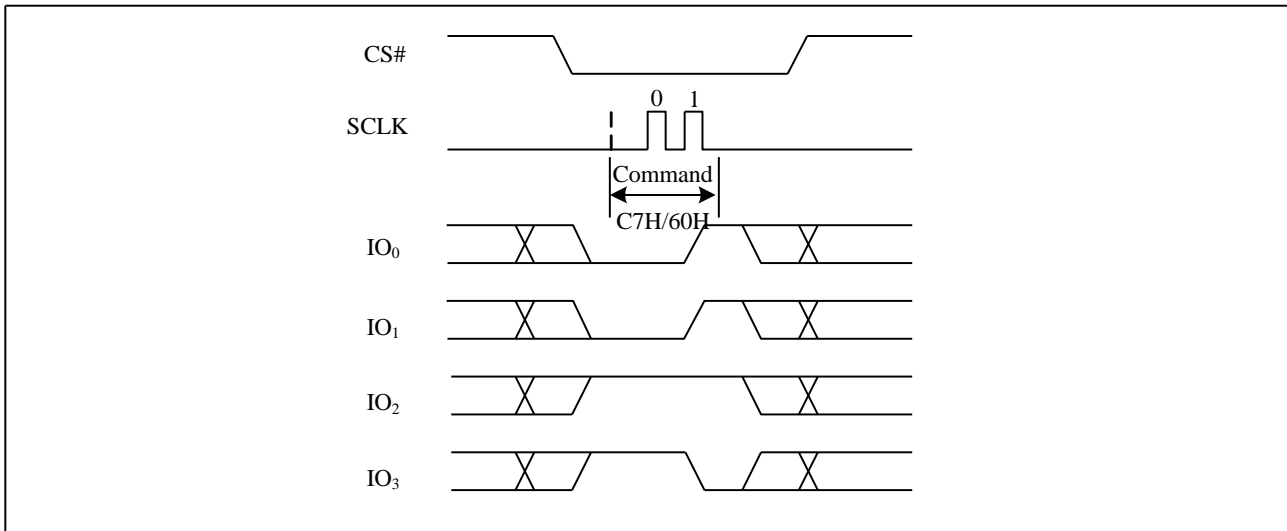 CS#
0 1
SCLK
Command
C7H/60H
IO₀
IO₁
IO₂
IO₃